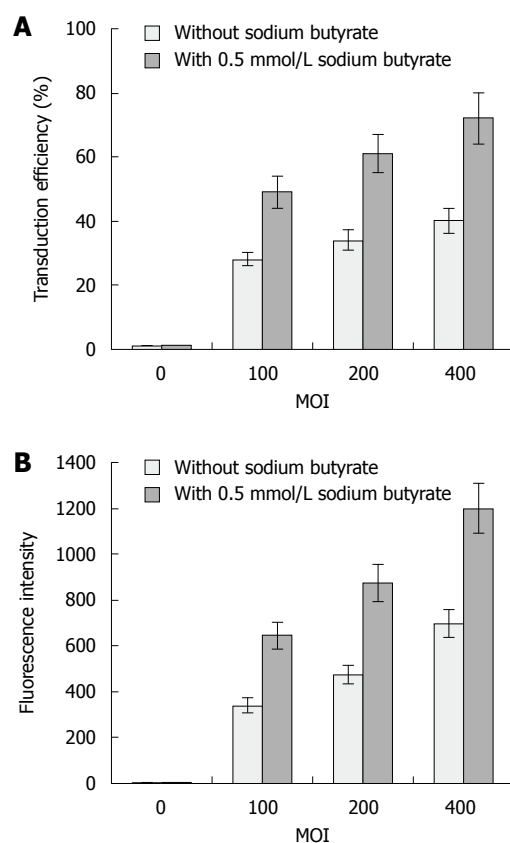 A
100
80
60
40
20
0
Transduction efficiency (%)
Without sodium butyrate
With 0.5 mmol/L sodium butyrate
0 100 200 400
MOI
B
1400
1200
1000
800
600
400
200
0
Fluorescence intensity
Without sodium butyrate
With 0.5 mmol/L sodium butyrate
0 100 200 400
MOI